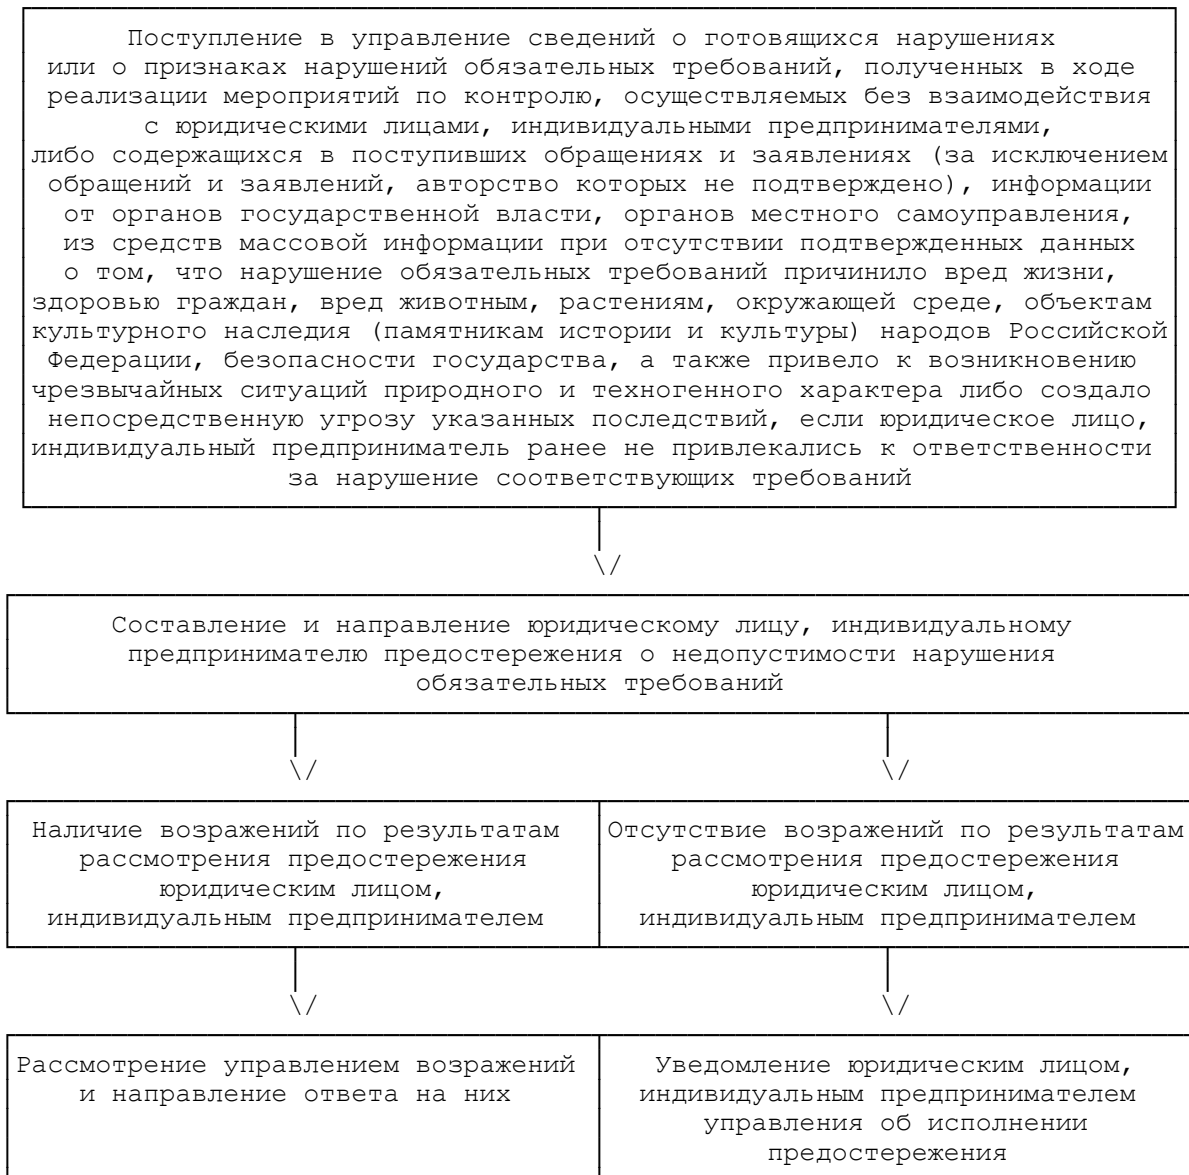 Поступление в управление сведений о готовящихся нарушениях
или о признаках нарушений обязательных требований, полученных в ходе
реализации мероприятий по контролю, осуществляемых без взаимодействия
с юридическими лицами, индивидуальными предпринимателями,
либо содержащихся в поступивших обращениях и заявлениях (за исключением
обращений и заявлений, авторство которых не подтверждено), информации
от органов государственной власти, органов местного самоуправления,
из средств массовой информации при отсутствии подтвержденных данных
о том, что нарушение обязательных требований причинило вред жизни,
здоровью граждан, вред животным, растениям, окружающей среде, объектам
культурного наследия (памятникам истории и культуры) народов Российской
Федерации, безопасности государства, а также привело к возникновению
чрезвычайных ситуаций природного и техногенного характера либо создало
непосредственную угрозу указанных последствий, если юридическое лицо,
индивидуальный предприниматель ранее не привлекались к ответственности
за нарушение соответствующих требований
Составление и направление юридическому лицу, индивидуальному
предпринимателю предостережения о недопустимости нарушения
обязательных требований
Наличие возражений по результатам
рассмотрения предостережения
юридическим лицом,
индивидуальным предпринимателем
Отсутствие возражений по результатам
рассмотрения предостережения
юридическим лицом,
индивидуальным предпринимателем
Рассмотрение управлением возражений
и направление ответа на них
Уведомление юридическим лицом,
индивидуальным предпринимателем
управления об исполнении
предостережения